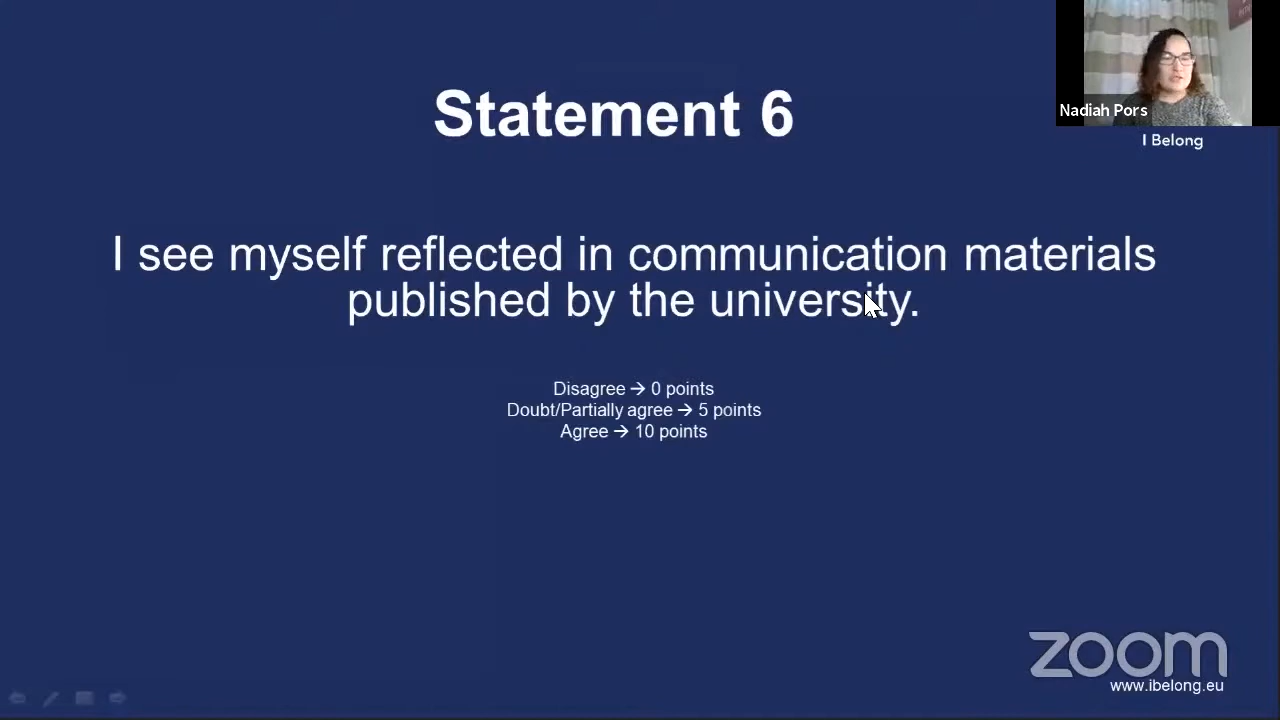 Statement 6
Nadiah Pors
I Belong
I see myself reflected in communication materials
published by the university.
Disagree → 0 points
Doubt/Partially agree → 5 points
Agree → 10 points
zoom
www.ibelong.eu